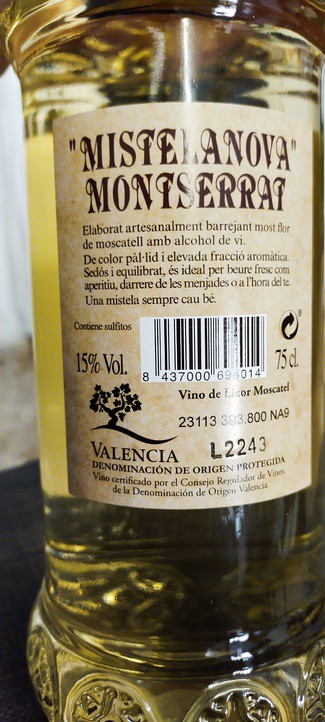 "MISTELANOVA"
MONTSERRAT
Elaborat artesanalment barrejant most flor
de moscatell amb alcohol de vi.
De color pàl·lid i elevada fracció aromàtica.
Sedós i equilibrat, és ideal per beure fresc com
aperitiu, darrere de les menjades o a l'hora del te.
Una mistela sempre cau bé.
Contiene sulfitos
15% Vol.
75 cl.
8 437000 694014
Vino de Licor Moscatel
23113 393.800 NA9
L2243
VALENCIA
DENOMINACIÓN DE ORIGEN PROTEGIDA
Vino certificado por el Consejo Regulador de Vinos
de la Denominación de Origen Valencia